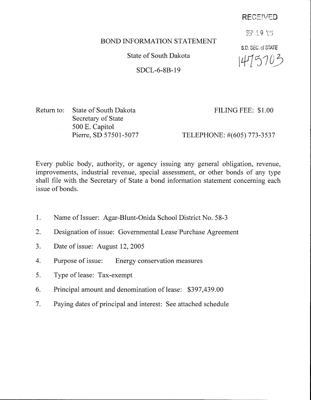 RECEIVED
SEP 19 '05
S.D. SEC. of STATE
1475703
BOND INFORMATION STATEMENT
State of South Dakota
SDCL-6-8B-19
Return to: State of South Dakota FILING FEE: $1.00
Secretary of State
500 E. Capitol
Pierre, SD 57501-5077 TELEPHONE: #(605) 773-3537
Every public body, authority, or agency issuing any general obligation, revenue,
improvements, industrial revenue, special assessment, or other bonds of any type
shall file with the Secretary of State a bond information statement concerning each
issue of bonds.
1. Name of Issuer: Agar-Blunt-Onida School District No. 58-3
2. Designation of issue: Governmental Lease Purchase Agreement
3. Date of issue: August 12, 2005
4. Purpose of issue: Energy conservation measures
5. Type of lease: Tax-exempt
6. Principal amount and denomination of lease: $397,439.00
7. Paying dates of principal and interest: See attached schedule